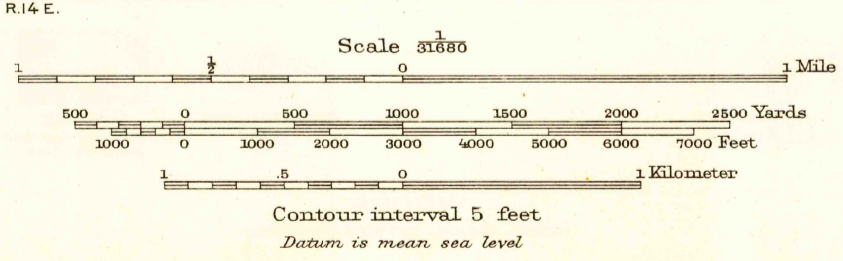 R.14 E.
Scale 1/31680
1 ½ 0 1 Mile
500 0 500 1000 1500 2000 2500 Yards
1000 0 1000 2000 3000 4000 5000 6000 7000 Feet
1 .5 0 1 Kilometer
Contour interval 5 feet
Datum is mean sea level